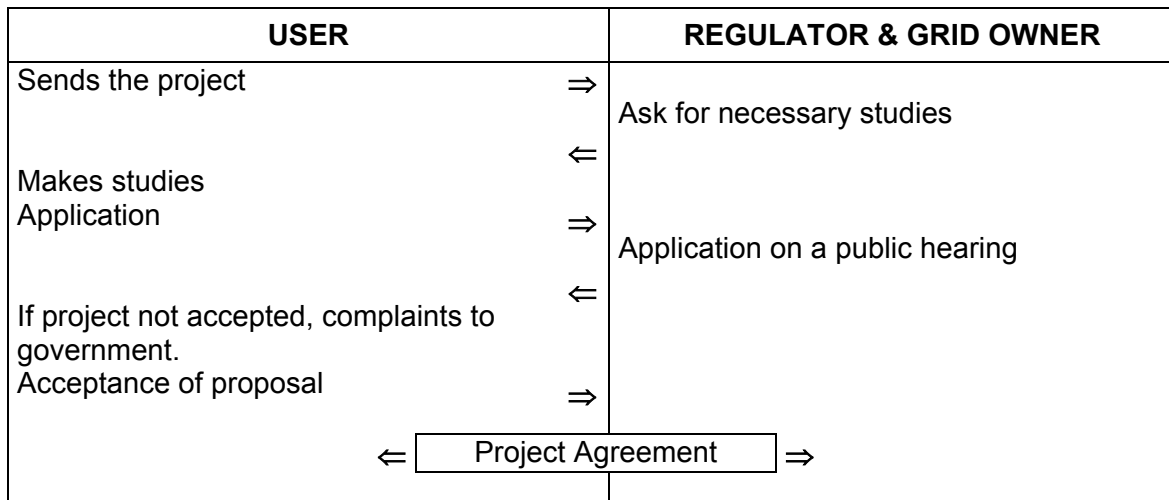 USER
REGULATOR & GRID OWNER
Sends the project ⇒
Ask for necessary studies
⇐
Makes studies
Application ⇒
Application on a public hearing
⇐
If project not accepted, complaints to
government.
Acceptance of proposal ⇒
⇐ Project Agreement ⇒